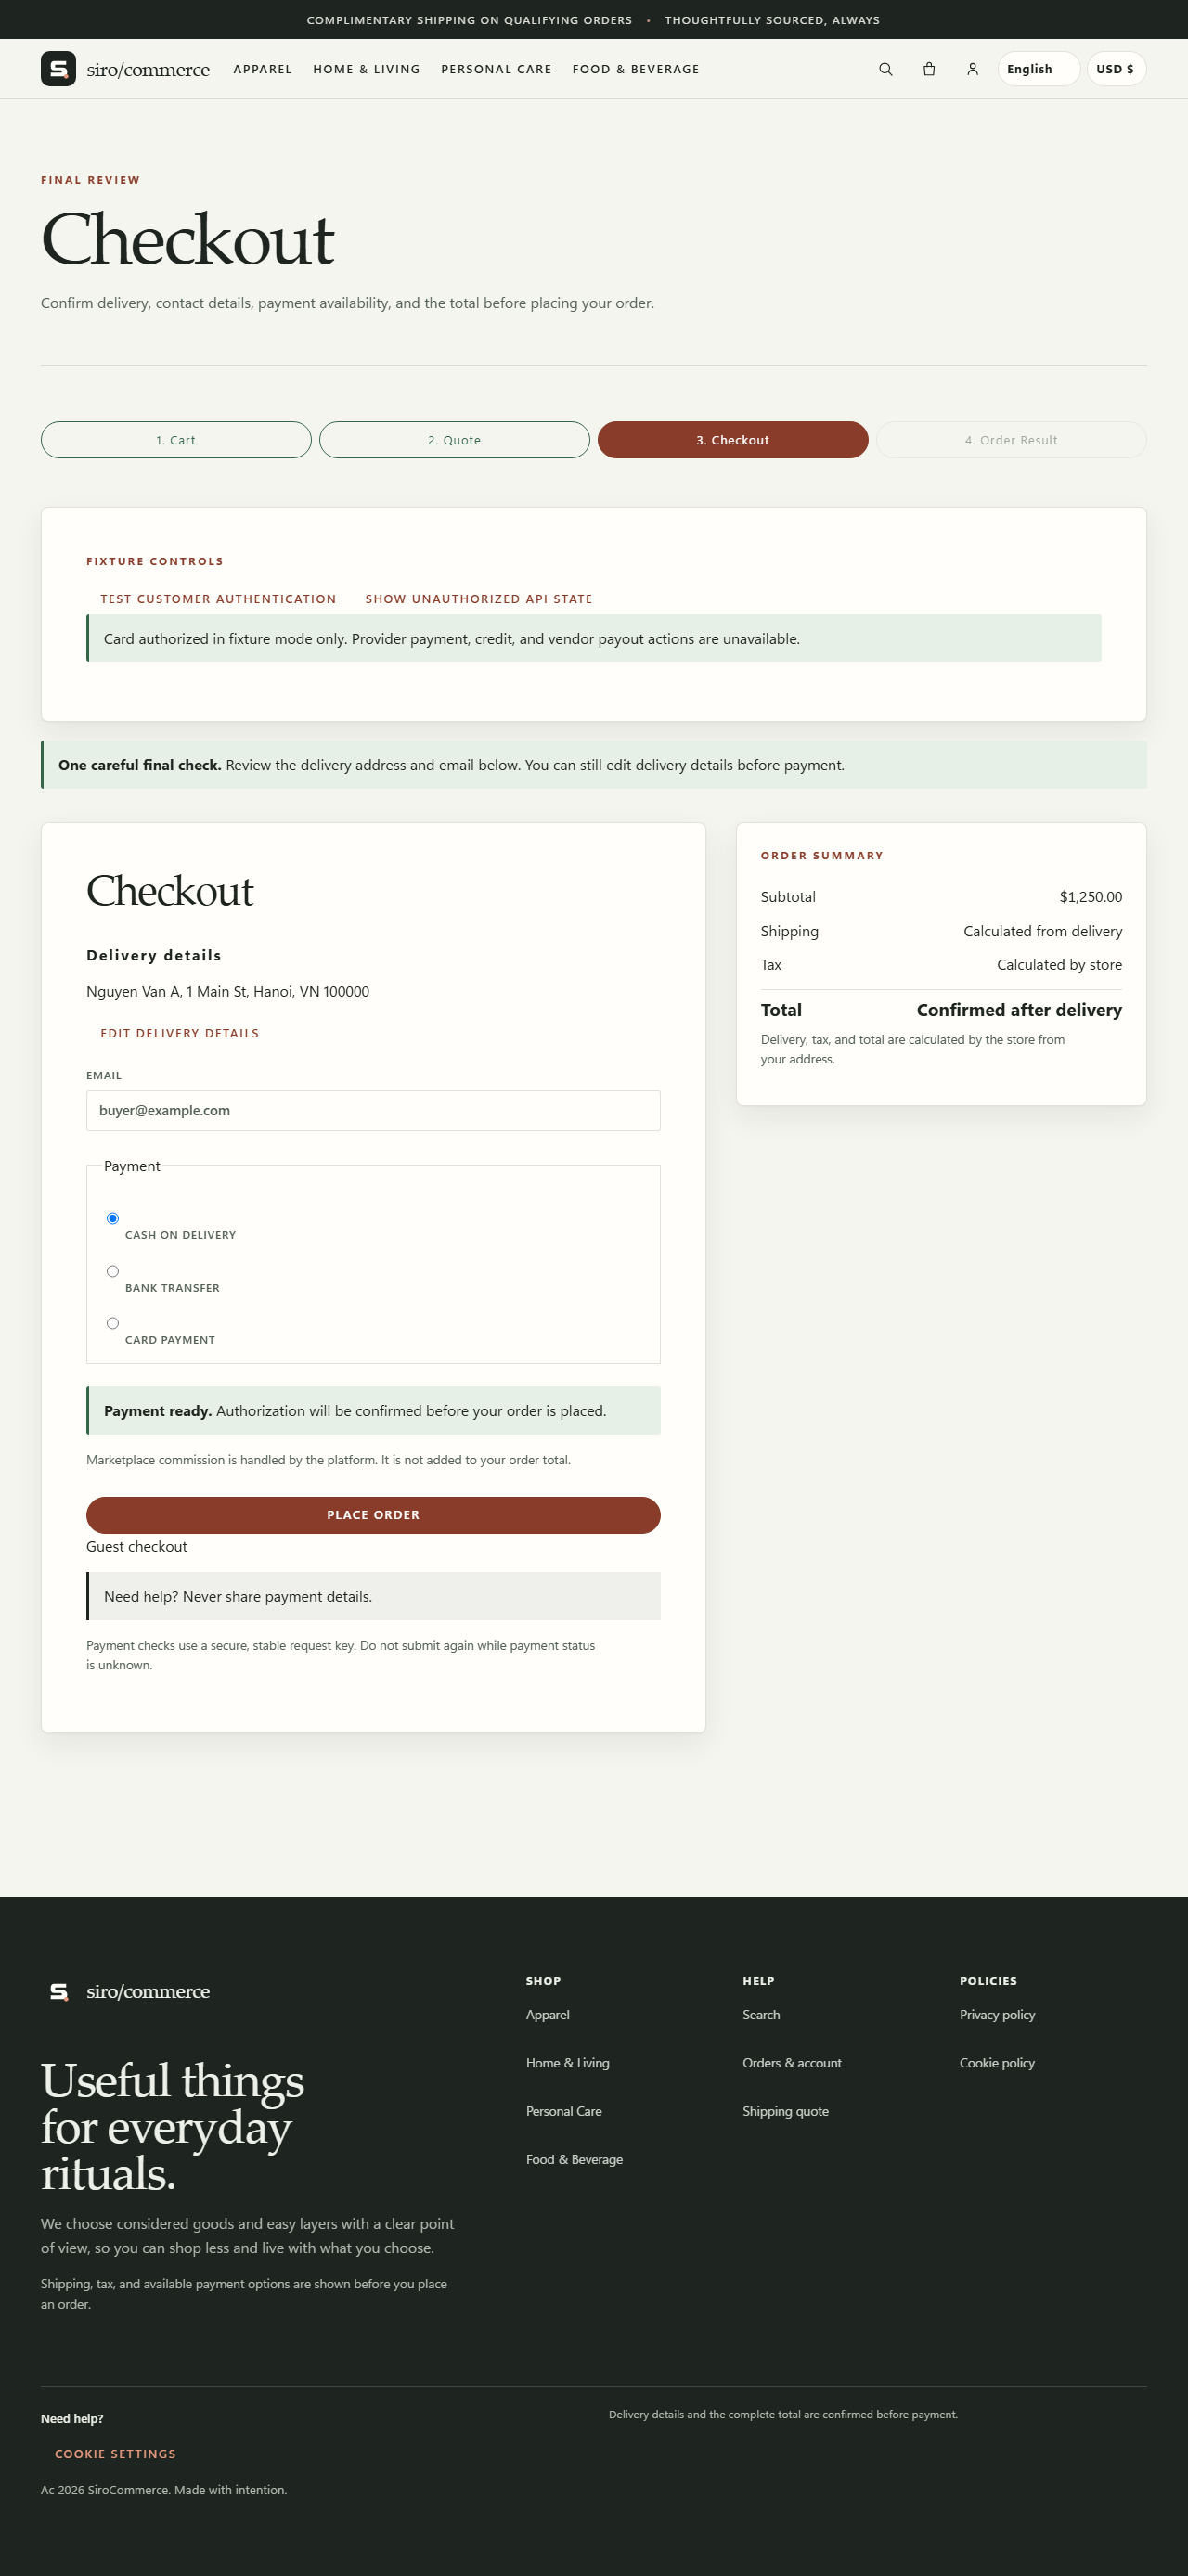 COMPLIMENTARY SHIPPING ON QUALIFYING ORDERS • THOUGHTFULLY SOURCED, ALWAYS
S siro/commerce APPAREL HOME & LIVING PERSONAL CARE FOOD & BEVERAGE English USD $
FINAL REVIEW
Checkout
Confirm delivery, contact details, payment availability, and the total before placing your order.
1. Cart 2. Quote 3. Checkout 4. Order Result
FIXTURE CONTROLS
TEST CUSTOMER AUTHENTICATION SHOW UNAUTHORIZED API STATE
Card authorized in fixture mode only. Provider payment, credit, and vendor payout actions are unavailable.
One careful final check. Review the delivery address and email below. You can still edit delivery details before payment.
Checkout
Delivery details
Nguyen Van A, 1 Main St, Hanoi, VN 100000
EDIT DELIVERY DETAILS
EMAIL
buyer@example.com
Payment
CASH ON DELIVERY
BANK TRANSFER
CARD PAYMENT
Payment ready. Authorization will be confirmed before your order is placed.
Marketplace commission is handled by the platform. It is not added to your order total.
PLACE ORDER
Guest checkout
Need help? Never share payment details.
Payment checks use a secure, stable request key. Do not submit again while payment status
is unknown.
ORDER SUMMARY
Subtotal $1,250.00
Shipping Calculated from delivery
Tax Calculated by store
Total Confirmed after delivery
Delivery, tax, and total are calculated by the store from
your address.
S siro/commerce
Useful things
for everyday
rituals.
We choose considered goods and easy layers with a clear point
of view, so you can shop less and live with what you choose.
Shipping, tax, and available payment options are shown before you place
an order.
SHOP
Apparel
Home & Living
Personal Care
Food & Beverage
HELP
Search
Orders & account
Shipping quote
POLICIES
Privacy policy
Cookie policy
Need help?
COOKIE SETTINGS
Ac 2026 SiroCommerce. Made with intention.
Delivery details and the complete total are confirmed before payment.